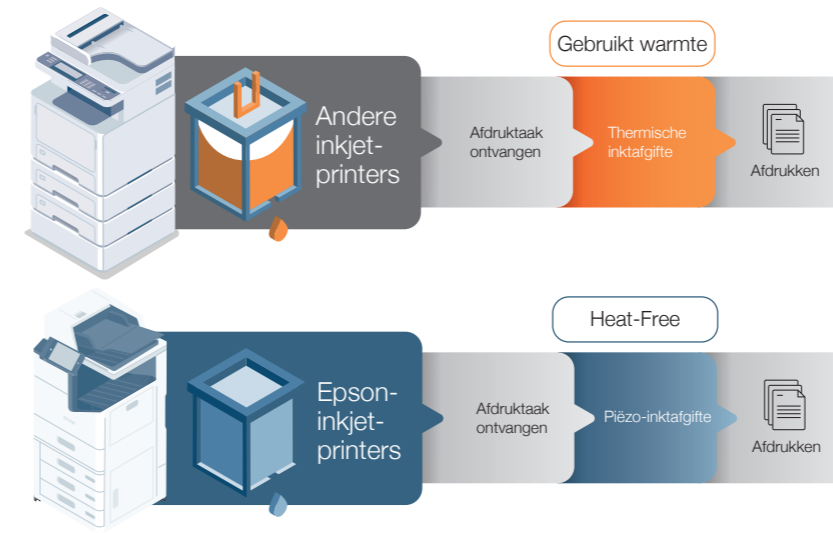 Gebruikt warmte
Andere
inkjet-
printers
Afdruktaak
ontvangen
Thermische
inktafgifte
Afdrukken
Heat-Free
Epson-
inkjet-
printers
Afdruktaak
ontvangen
Piëzo-inktafgifte
Afdrukken